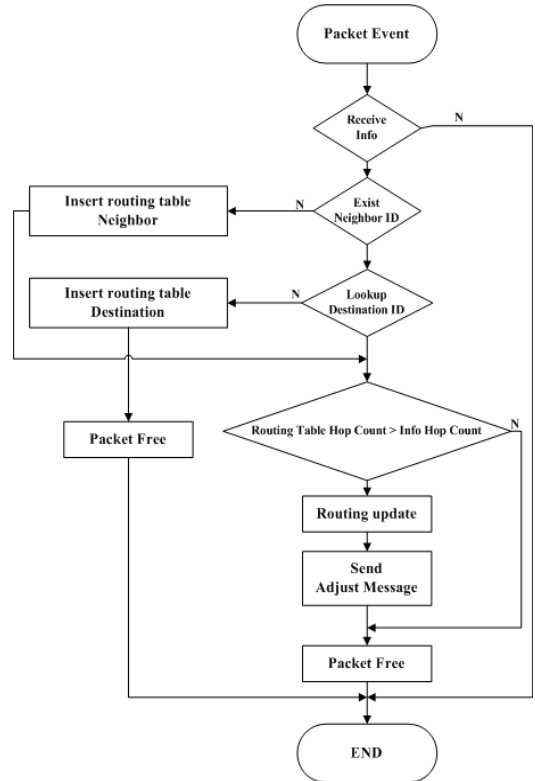 Packet Event
Receive
Info
N
Insert routing table
Neighbor
N
Exist
Neighbor ID
Insert routing table
Destination
N
Lookup
Destination ID
Routing Table Hop Count > Info Hop Count
N
Packet Free
Routing update
Send
Adjust Message
Packet Free
END